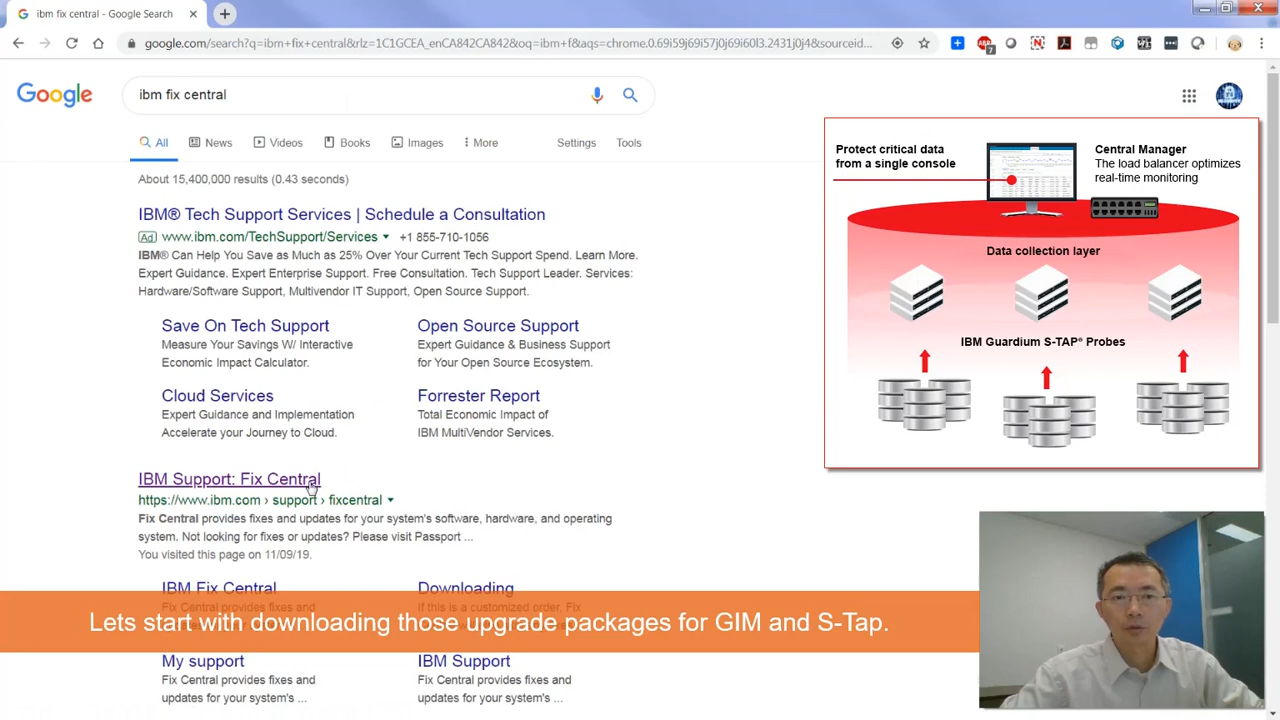 ibm fix central - Google Search
google.com/search?q=ibm+fix+central&rlz=1C1GCEA_enCA842CA842&oq=ibm+f&aqs=chrome.0.69i59j69i57j0j69i60l3.2431j0j4&sourceid...
7
Google
ibm fix central
All
News
Videos
Books
Images
More
Settings
Tools
About 15,400,000 results (0.43 seconds)
IBM® Tech Support Services | Schedule a Consultation
Ad www.ibm.com/TechSupport/Services +1 855-710-1056
IBM® Can Help You Save as Much as 25% Over Your Current Tech Support Spend. Learn More.
Expert Guidance. Expert Enterprise Support. Free Consultation. Tech Support Leader. Services:
Hardware/Software Support, Multivendor IT Support, Open Source Support.
Save On Tech Support
Measure Your Savings W/ Interactive
Economic Impact Calculator.
Open Source Support
Expert Guidance & Business Support
for Your Open Source Ecosystem.
Cloud Services
Expert Guidance and Implementation
Accelerate your Journey to Cloud.
Forrester Report
Total Economic Impact of
IBM MultiVendor Services.
IBM Support: Fix Central
https://www.ibm.com › support › fixcentral
Fix Central provides fixes and updates for your system's software, hardware, and operating
system. Not looking for fixes or updates? Please visit Passport ...
You visited this page on 11/09/19.
IBM Fix Central
Fix Central provides fixes and
Downloading
If this is a customized order, Fix
Lets start with downloading those upgrade packages for GIM and S-Tap.
My support
Fix Central provides fixes and
updates for your system's ...
IBM Support
Fix Central provides fixes and
updates for your system's ...
Protect critical data
from a single console
Central Manager
The load balancer optimizes
real-time monitoring
Data collection layer
IBM Guardium S-TAP® Probes